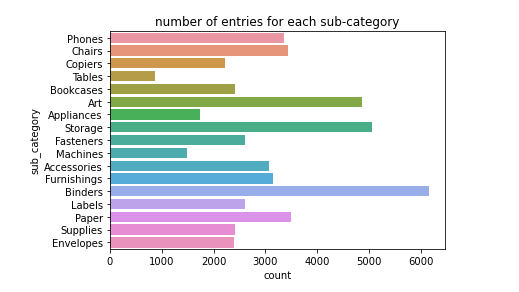 number of entries for each sub-category
sub_category
Phones
Chairs
Copiers
Tables
Bookcases
Art
Appliances
Storage
Fasteners
Machines
Accessories
Furnishings
Binders
Labels
Paper
Supplies
Envelopes
0 1000 2000 3000 4000 5000 6000
count